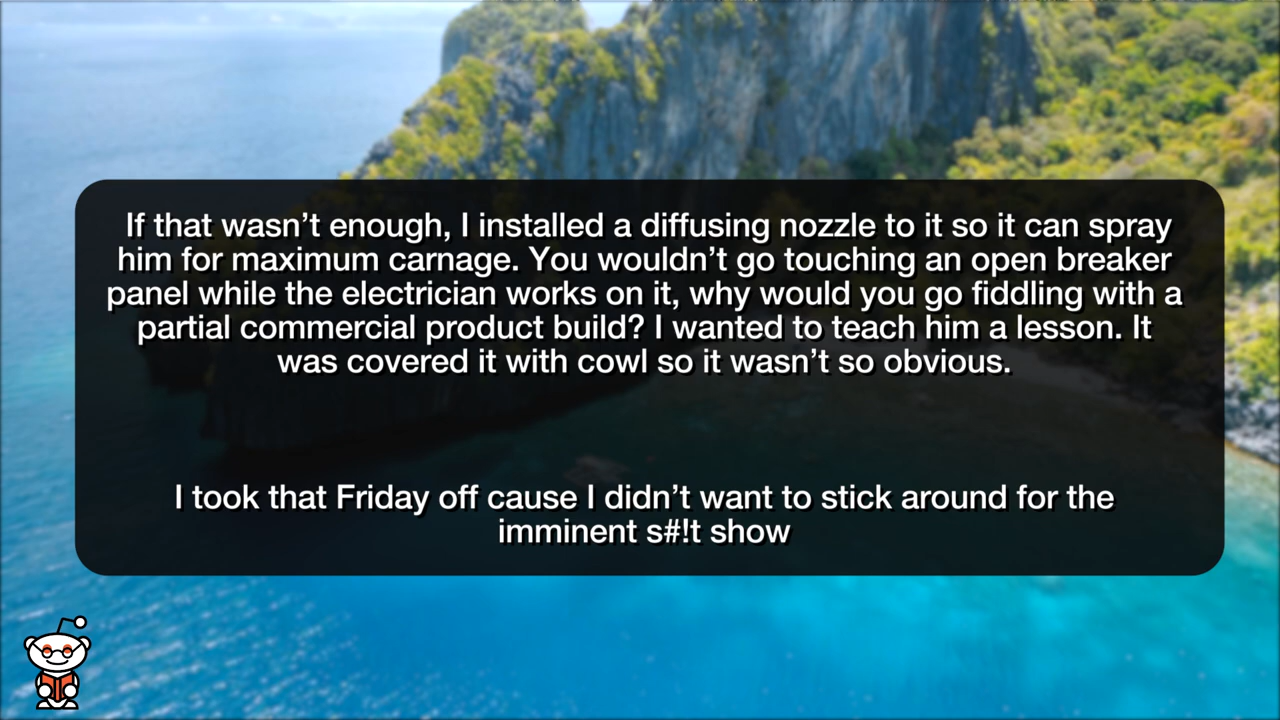 If that wasn’t enough, I installed a diffusing nozzle to it so it can spray
him for maximum carnage. You wouldn’t go touching an open breaker
panel while the electrician works on it, why would you go fiddling with a
partial commercial product build? I wanted to teach him a lesson. It
was covered it with cowl so it wasn’t so obvious.
I took that Friday off cause I didn’t want to stick around for the
imminent s#!t show